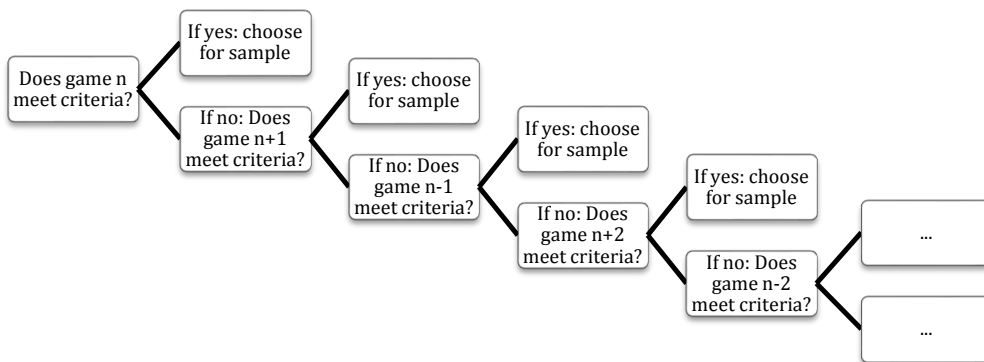 Does game n
meet criteria?
If yes: choose
for sample
If no: Does
game n+1
meet criteria?
If yes: choose
for sample
If no: Does
game n-1
meet criteria?
If yes: choose
for sample
If no: Does
game n+2
meet criteria?
If yes: choose
for sample
If no: Does
game n-2
meet criteria?
...
...